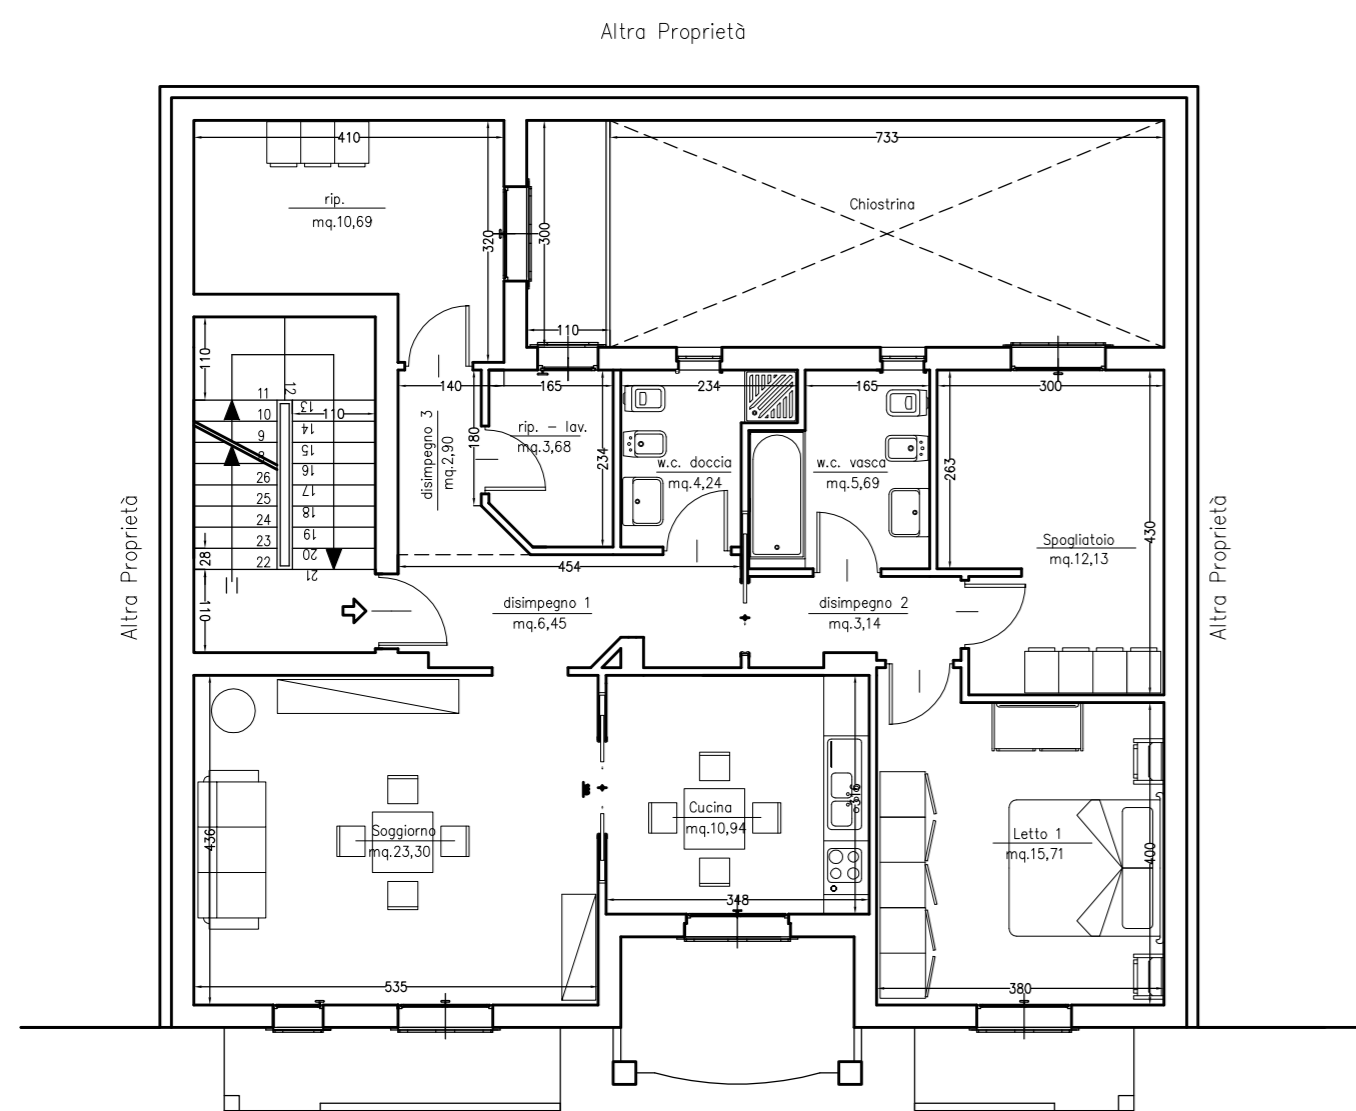 Altra Proprietà
410
733
rip.
mq.10,69
Chiostrina
320
300
110
110
140
165
234
165
300
12
11
13
10
110
14
9
15
8
16
26
17
25
18
24
19
23
20
22
21
28
110
disimpegno 3
mq.2,90
180
rip. - lav.
mq.3,68
234
w.c. doccia
mq.4,24
w.c. vasca
mq.5,69
263
430
Spogliatoio
mq.12,13
Altra Proprietà
Altra Proprietà
454
disimpegno 1
mq.6,45
disimpegno 2
mq.3,14
436
Soggiorno
mq.23,30
Cucina
mq.10,94
316
Letto 1
mq.15,71
400
348
535
380